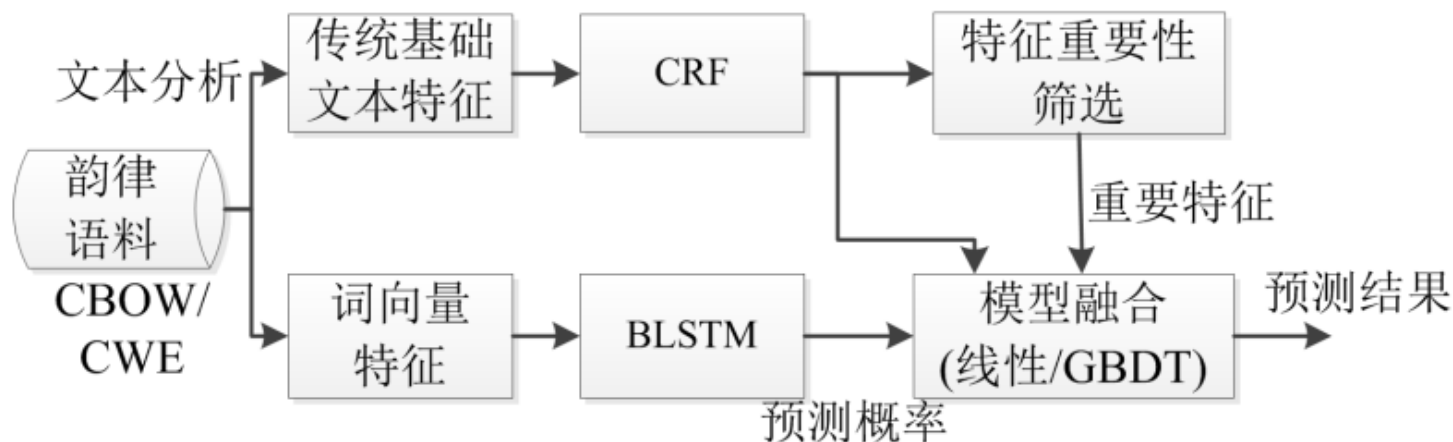 传统基础
文本特征
CRF
特征重要性
筛选
文本分析
韵律
语料
重要特征
CBOW/
CWE
词向量
特征
BLSTM
模型融合
(线性/GBDT)
预测结果
预测概率